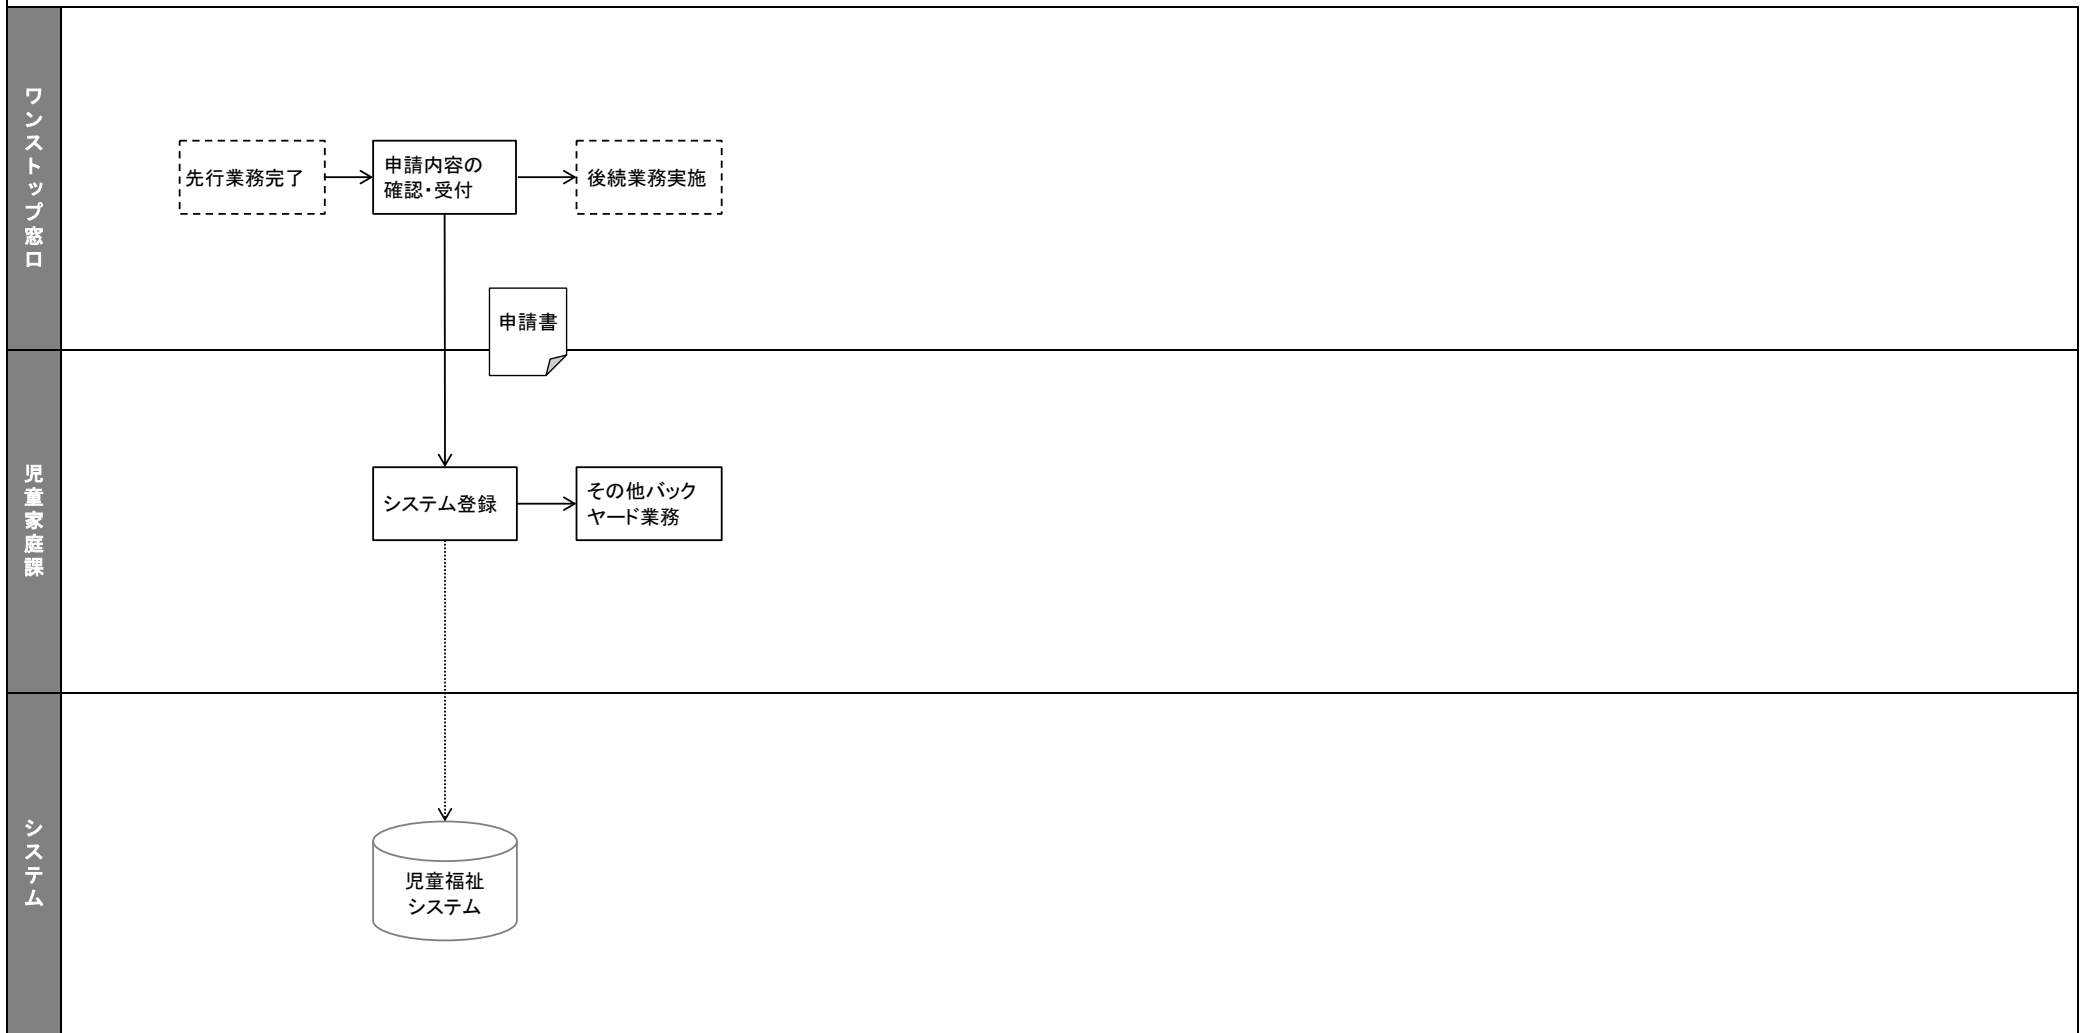 ワンストップ窓口
先行業務完了
申請内容の
確認・受付
後続業務実施
申請書
児童家庭課
システム登録
その他バック
ヤード業務
システム
児童福祉
システム